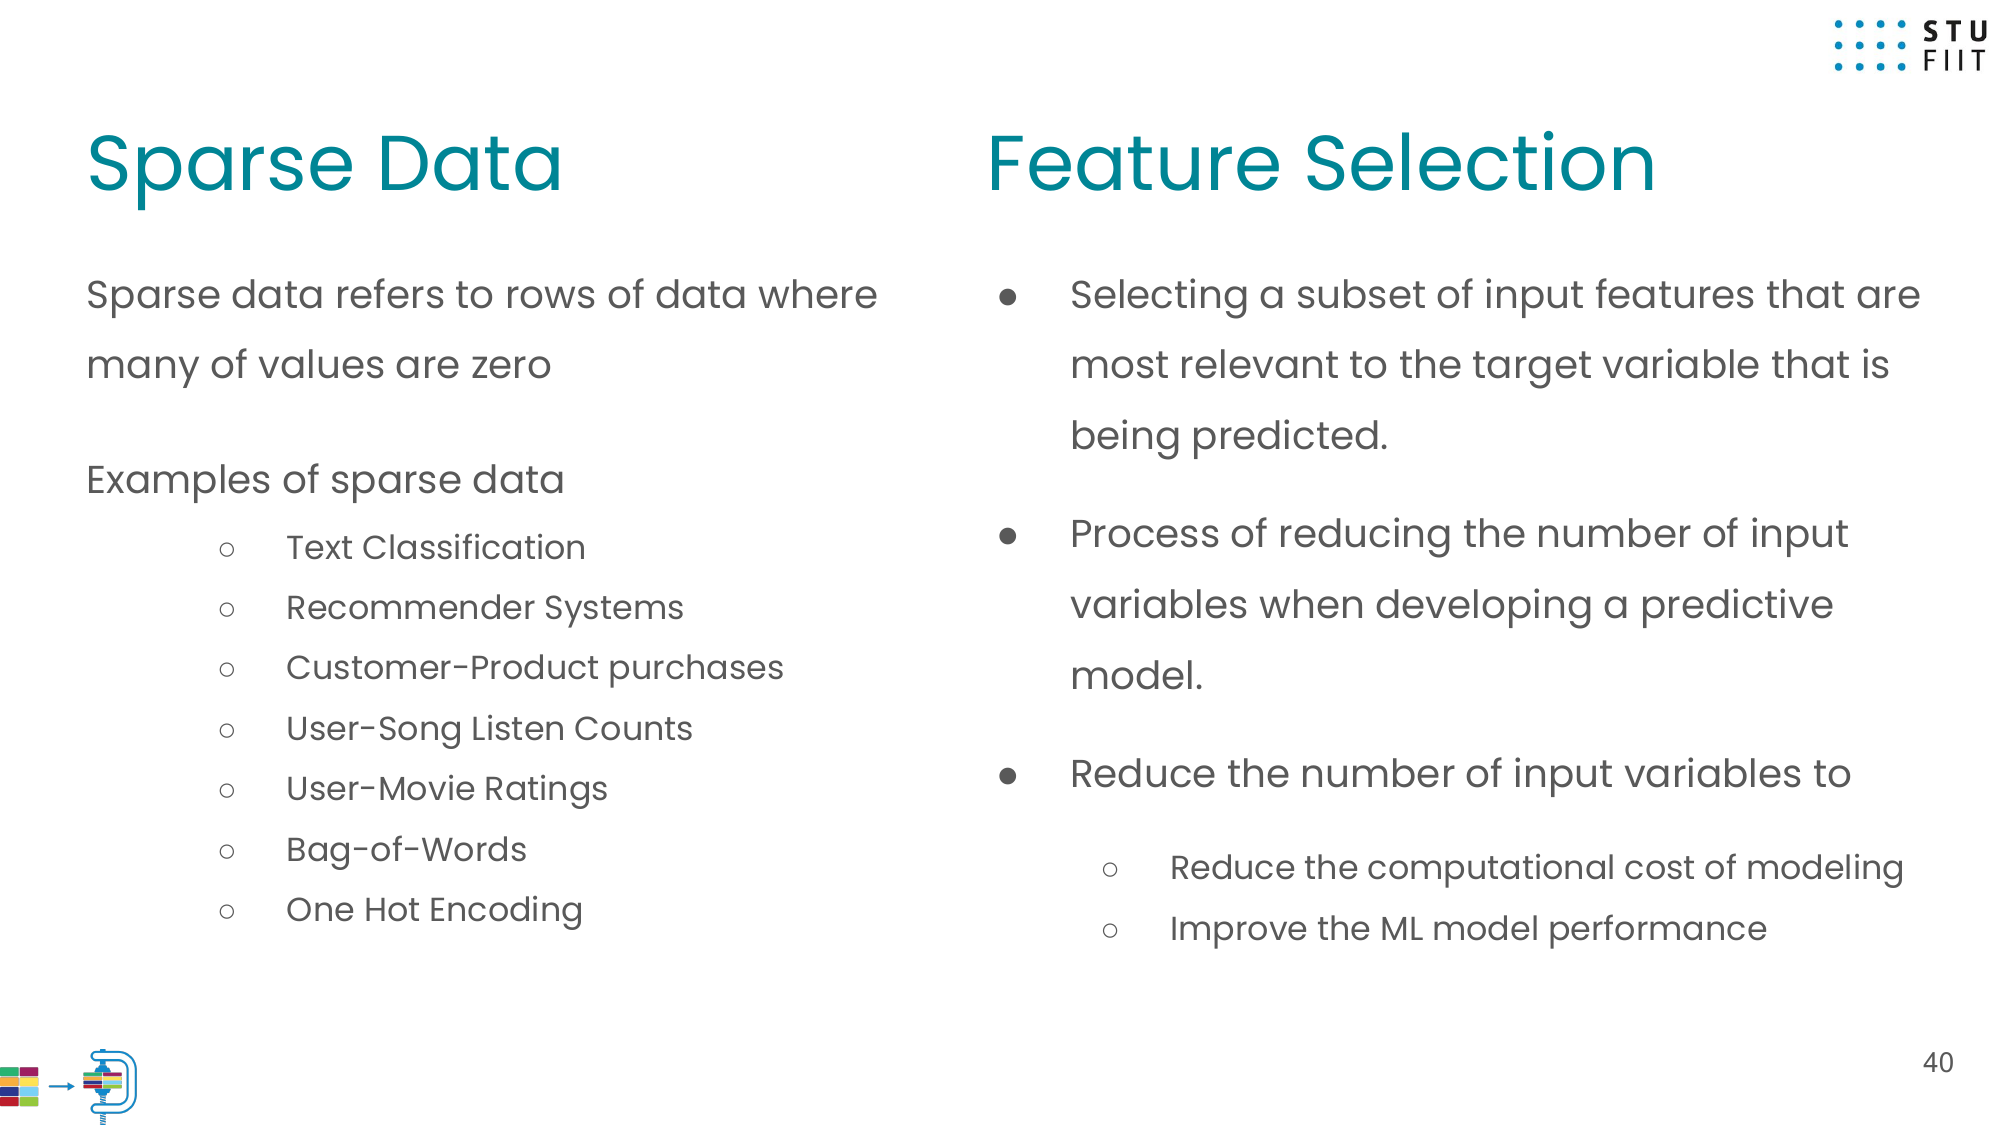 STU
FIIT
Sparse Data
Sparse data refers to rows of data where
many of values are zero
Examples of sparse data
○ Text Classification
○ Recommender Systems
○ Customer-Product purchases
○ User-Song Listen Counts
○ User-Movie Ratings
○ Bag-of-Words
○ One Hot Encoding
Feature Selection
● Selecting a subset of input features that are
most relevant to the target variable that is
being predicted.
● Process of reducing the number of input
variables when developing a predictive
model.
● Reduce the number of input variables to
○ Reduce the computational cost of modeling
○ Improve the ML model performance
40